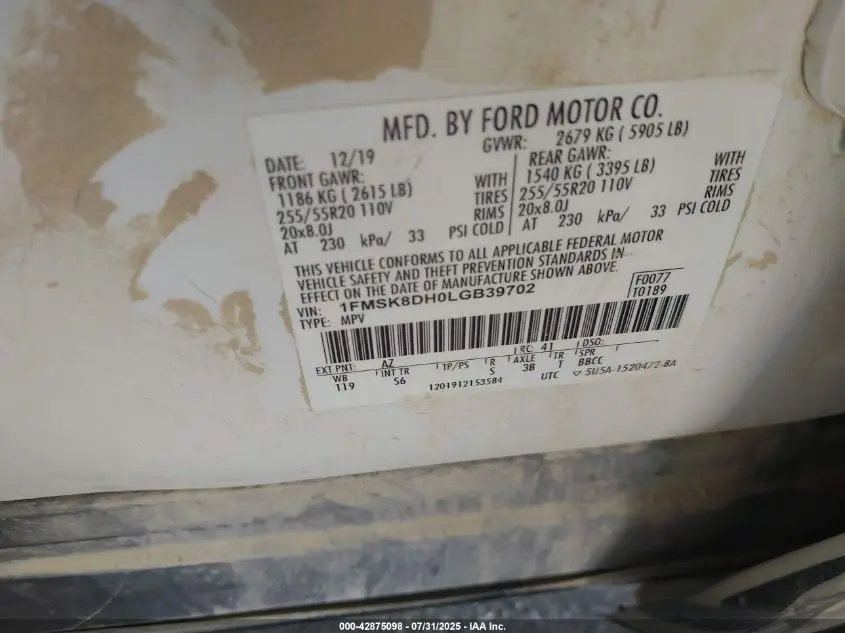 MFD. BY FORD MOTOR CO.
DATE: 12/19
GVWR: 2679 KG ( 5905 LB)
FRONT GAWR:
1186 KG ( 2615 LB) WITH
255/55R20 110V TIRES
20x8.0J RIMS
AT 230 kPa/ 33 PSI COLD
REAR GAWR:
1540 KG ( 3395 LB) WITH
255/55R20 110V TIRES
20x8.0J RIMS
AT 230 kPa/ 33 PSI COLD
THIS VEHICLE CONFORMS TO ALL APPLICABLE FEDERAL MOTOR
VEHICLE SAFETY AND THEFT PREVENTION STANDARDS IN
EFFECT ON THE DATE OF MANUFACTURE SHOWN ABOVE.
VIN: 1FMSK8DH0LGB39702
TYPE: MPV
F0077
T0189
RC: 41 DSO:
EXT PNT: AZ
WB INT TR TP/PS R AXLE TR SPR
119 S6 S 3B T BBCC
1201912153584 UTC ▽ 5U5A-1520472-BA
000-42875098 - 07/31/2025 - IAA Inc.